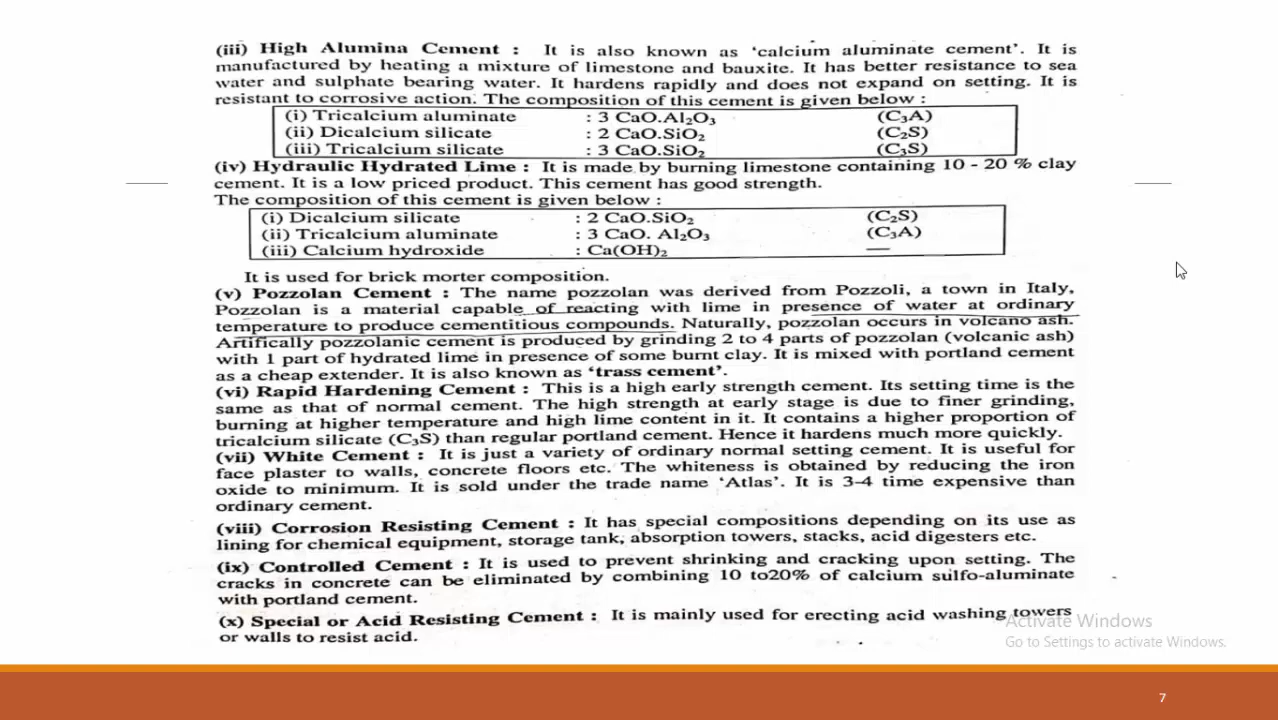 (iii) High Alumina Cement : It is also known as ‘calcium aluminate cement’. It is
manufactured by heating a mixture of limestone and bauxite. It has better resistance to sea
water and sulphate bearing water. It hardens rapidly and does not expand on setting. It is
resistant to corrosive action. The composition of this cement is given below :
(i) Tricalcium aluminate : 3 CaO.Al₂O₃ (C₃A)
(ii) Dicalcium silicate : 2 CaO.SiO₂ (C₂S)
(iii) Tricalcium silicate : 3 CaO.SiO₂ (C₃S)
(iv) Hydraulic Hydrated Lime : It is made by burning limestone containing 10 - 20 % clay
cement. It is a low priced product. This cement has good strength.
The composition of this cement is given below :
(i) Dicalcium silicate : 2 CaO.SiO₂ (C₂S)
(ii) Tricalcium aluminate : 3 CaO. Al₂O₃ (C₃A)
(iii) Calcium hydroxide : Ca(OH)₂ —
It is used for brick morter composition.
(v) Pozzolan Cement : The name pozzolan was derived from Pozzoli, a town in Italy,
Pozzolan is a material capable of reacting with lime in presence of water at ordinary
temperature to produce cementitious compounds. Naturally, pozzolan occurs in volcano ash.
Artifically pozzolanic cement is produced by grinding 2 to 4 parts of pozzolan (volcanic ash)
with 1 part of hydrated lime in presence of some burnt clay. It is mixed with portland cement
as a cheap extender. It is also known as ‘trass cement’.
(vi) Rapid Hardening Cement : This is a high early strength cement. Its setting time is the
same as that of normal cement. The high strength at early stage is due to finer grinding,
burning at higher temperature and high lime content in it. It contains a higher proportion of
tricalcium silicate (C₃S) than regular portland cement. Hence it hardens much more quickly.
(vii) White Cement : It is just a variety of ordinary normal setting cement. It is useful for
face plaster to walls, concrete floors etc. The whiteness is obtained by reducing the iron
oxide to minimum. It is sold under the trade name ‘Atlas’. It is 3-4 time expensive than
ordinary cement.
(viii) Corrosion Resisting Cement : It has special compositions depending on its use as
lining for chemical equipment, storage tank, absorption towers, stacks, acid digesters etc.
(ix) Controlled Cement : It is used to prevent shrinking and cracking upon setting. The
cracks in concrete can be eliminated by combining 10 to20% of calcium sulfo-aluminate
with portland cement.
(x) Special or Acid Resisting Cement : It is mainly used for erecting acid washing towers
or walls to resist acid.
Activate Windows
Go to Settings to activate Windows.
7